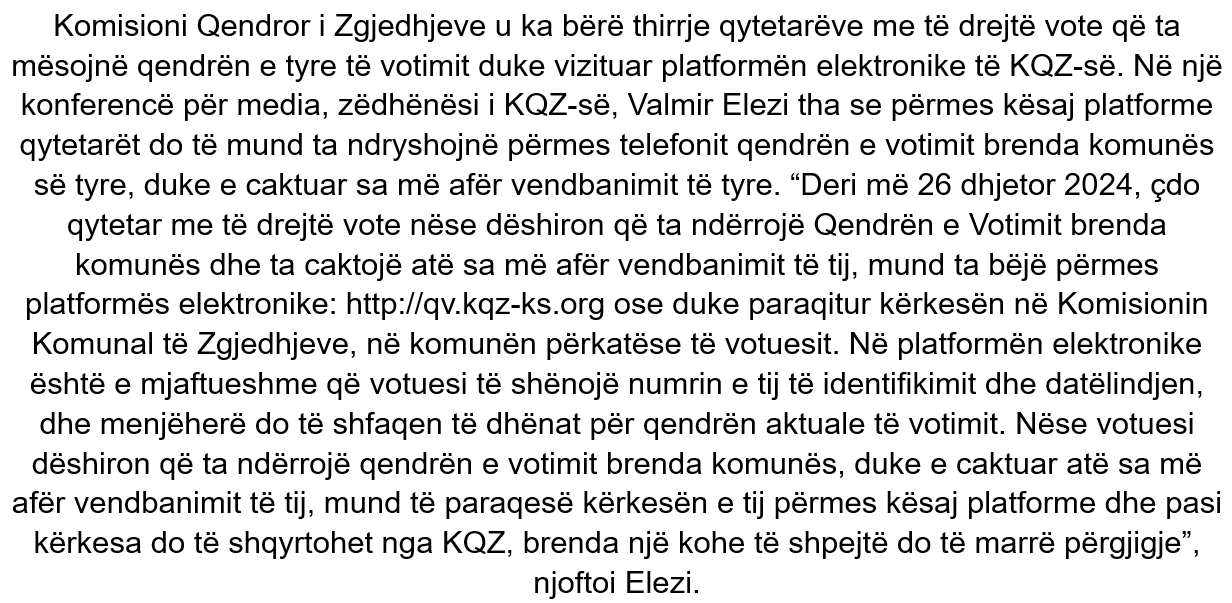 Komisioni Qendror i Zgjedhjeve u ka bërë thirrje qytetarëve me të drejtë vote që ta
mësojnë qendrën e tyre të votimit duke vizituar platformën elektronike të KQZ-së. Në një
konferencë për media, zëdhënësi i KQZ-së, Valmir Elezi tha se përmes kësaj platforme
qytetarët do të mund ta ndryshojnë përmes telefonit qendrën e votimit brenda komunës
së tyre, duke e caktuar sa më afër vendbanimit të tyre. “Deri më 26 dhjetor 2024, çdo
qytetar me të drejtë vote nëse dëshiron që ta ndërrojë Qendrën e Votimit brenda
komunës dhe ta caktojë atë sa më afër vendbanimit të tij, mund ta bëjë përmes
platformës elektronike: http://qv.kqz-ks.org ose duke paraqitur kërkesën në Komisionin
Komunal të Zgjedhjeve, në komunën përkatëse të votuesit. Në platformën elektronike
është e mjaftueshme që votuesi të shënojë numrin e tij të identifikimit dhe datëlindjen,
dhe menjëherë do të shfaqen të dhënat për qendrën aktuale të votimit. Nëse votuesi
dëshiron që ta ndërrojë qendrën e votimit brenda komunës, duke e caktuar atë sa më
afër vendbanimit të tij, mund të paraqesë kërkesën e tij përmes kësaj platforme dhe pasi
kërkesa do të shqyrtohet nga KQZ, brenda një kohe të shpejtë do të marrë përgjigje”,
njoftoi Elezi.